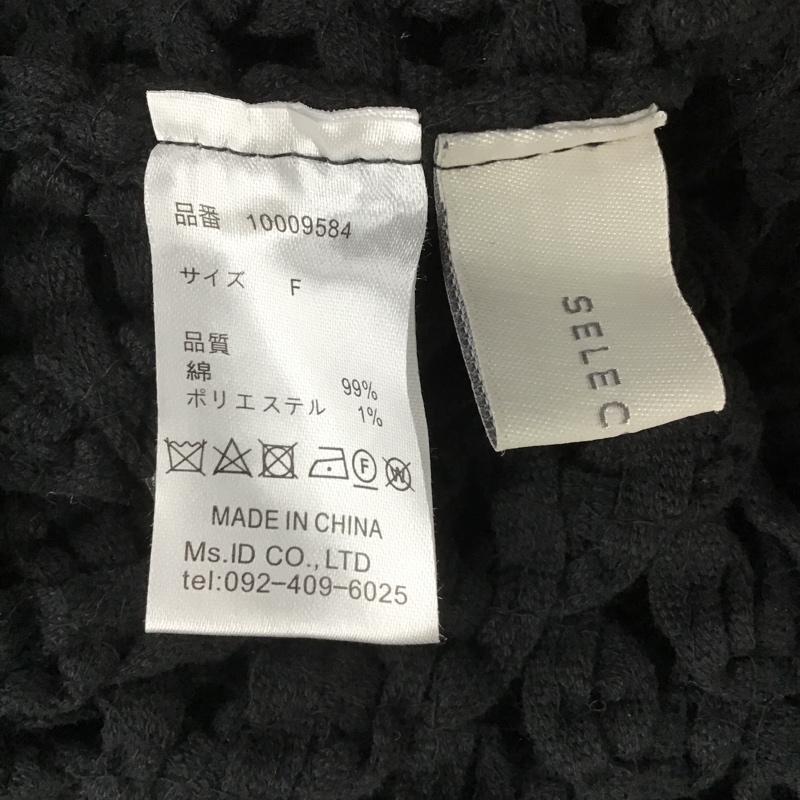 品番 10009584
サイズ F
品質
綿 99%
ポリエステル 1%
F W
MADE IN CHINA
Ms.ID CO.,LTD
tel:092-409-6025
SELEC